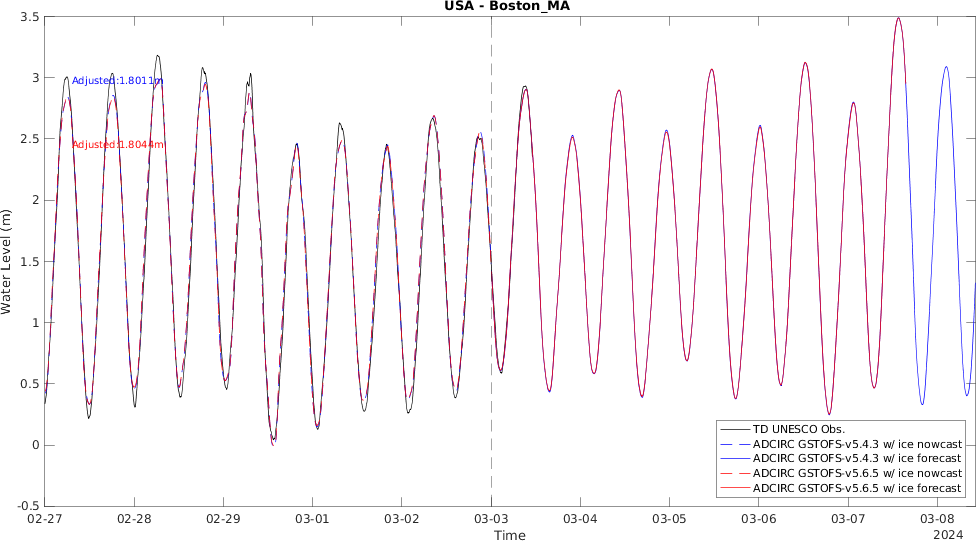 USA - Boston_MA
3.5
3
2.5
2
1.5
1
0.5
0
-0.5
Water Level (m)
Adjusted:1.8011m
Adjusted:1.8044m
TD UNESCO Obs.
ADCIRC GSTOFS-v5.4.3 w/ ice nowcast
ADCIRC GSTOFS-v5.4.3 w/ ice forecast
ADCIRC GSTOFS-v5.6.5 w/ ice nowcast
ADCIRC GSTOFS-v5.6.5 w/ ice forecast
02-27 02-28 02-29 03-01 03-02 03-03 03-04 03-05 03-06 03-07 03-08
Time
2024